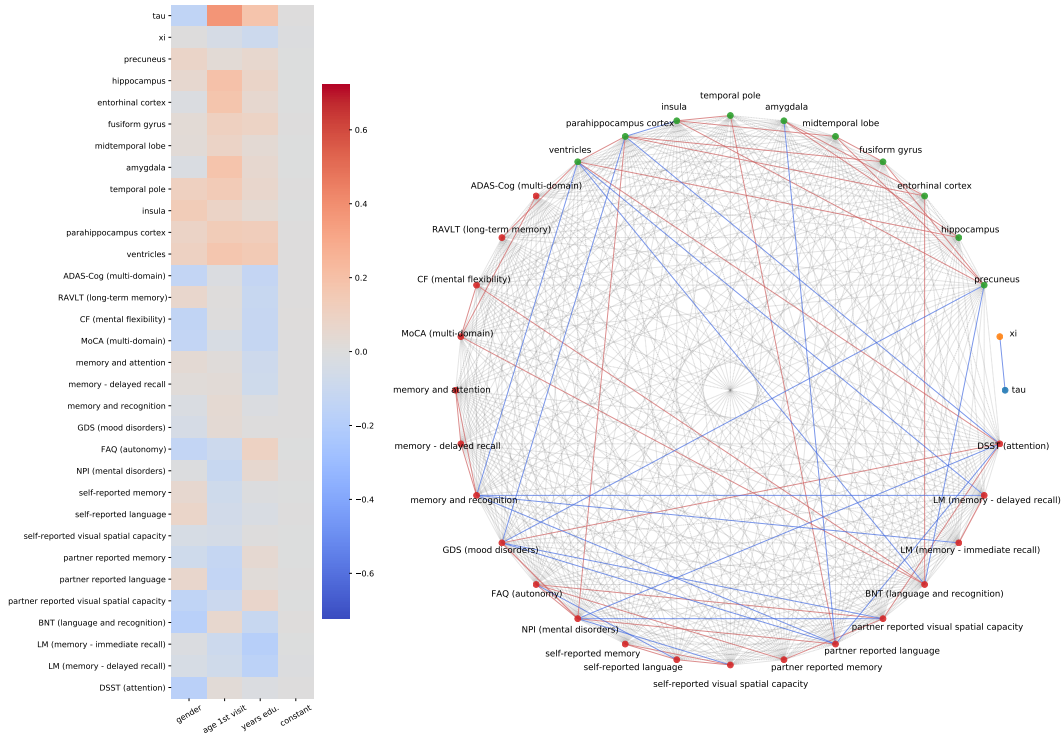 tau
xi
precuneus
hippocampus
entorhinal cortex
fusiform gyrus
midtemporal lobe
amygdala
temporal pole
insula
parahippocampus cortex
ventricles
ADAS-Cog (multi-domain)
RAVLT (long-term memory)
CF (mental flexibility)
MoCA (multi-domain)
memory and attention
memory - delayed recall
memory and recognition
GDS (mood disorders)
FAQ (autonomy)
NPI (mental disorders)
self-reported memory
self-reported language
self-reported visual spatial capacity
partner reported memory
partner reported language
partner reported visual spatial capacity
BNT (language and recognition)
LM (memory - immediate recall)
LM (memory - delayed recall)
DSST (attention)
gender
age 1st visit
years edu.
constant
0.6
0.4
0.2
0.0
−0.2
−0.4
−0.6
temporal pole
insula
amygdala
parahippocampus cortex
midtemporal lobe
ventricles
fusiform gyrus
ADAS-Cog (multi-domain)
entorhinal cortex
RAVLT (long-term memory)
hippocampus
CF (mental flexibility)
precuneus
MoCA (multi-domain)
xi
memory and attention
tau
memory - delayed recall
DSST (attention)
memory and recognition
LM (memory - delayed recall)
GDS (mood disorders)
LM (memory - immediate recall)
FAQ (autonomy)
BNT (language and recognition)
NPI (mental disorders)
partner reported visual spatial capacity
self-reported memory
partner reported language
self-reported language
partner reported memory
self-reported visual spatial capacity